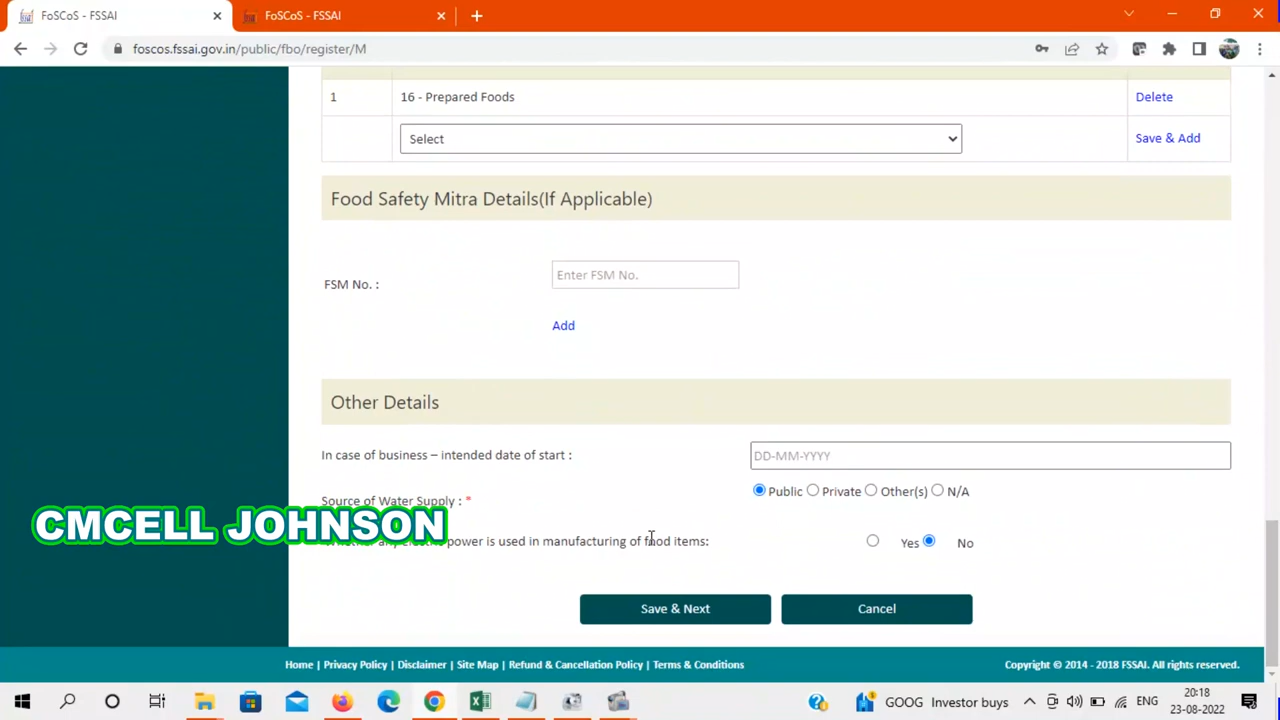 FoSCoS - FSSAI
FoSCoS - FSSAI
foscos.fssai.gov.in/public/fbo/register/M
1 16 - Prepared Foods Delete
Select Save & Add
Food Safety Mitra Details(If Applicable)
FSM No. : Enter FSM No.
Add
Other Details
In case of business – intended date of start : DD-MM-YYYY
Source of Water Supply : * Public Private Other(s) N/A
CMCELL JOHNSON
power is used in manufacturing of food items: Yes No
Save & Next Cancel
Home | Privacy Policy | Disclaimer | Site Map | Refund & Cancellation Policy | Terms & Conditions Copyright © 2014 - 2018 FSSAI. All rights reserved.
GOOG Investor buys ENG 20:18
23-08-2022